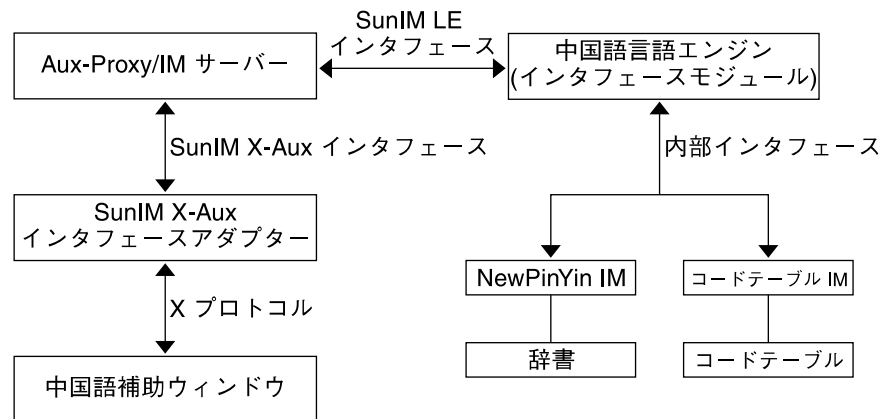 SunIM LE
インタフェース
Aux-Proxy/IM サーバー
中国語言語エンジン
(インタフェースモジュール)
SunIM X-Aux インタフェース
内部インタフェース
SunIM X-Aux
インタフェースアダプター
NewPinYin IM
コードテーブル IM
X プロトコル
辞書
コードテーブル
中国語補助ウィンドウ